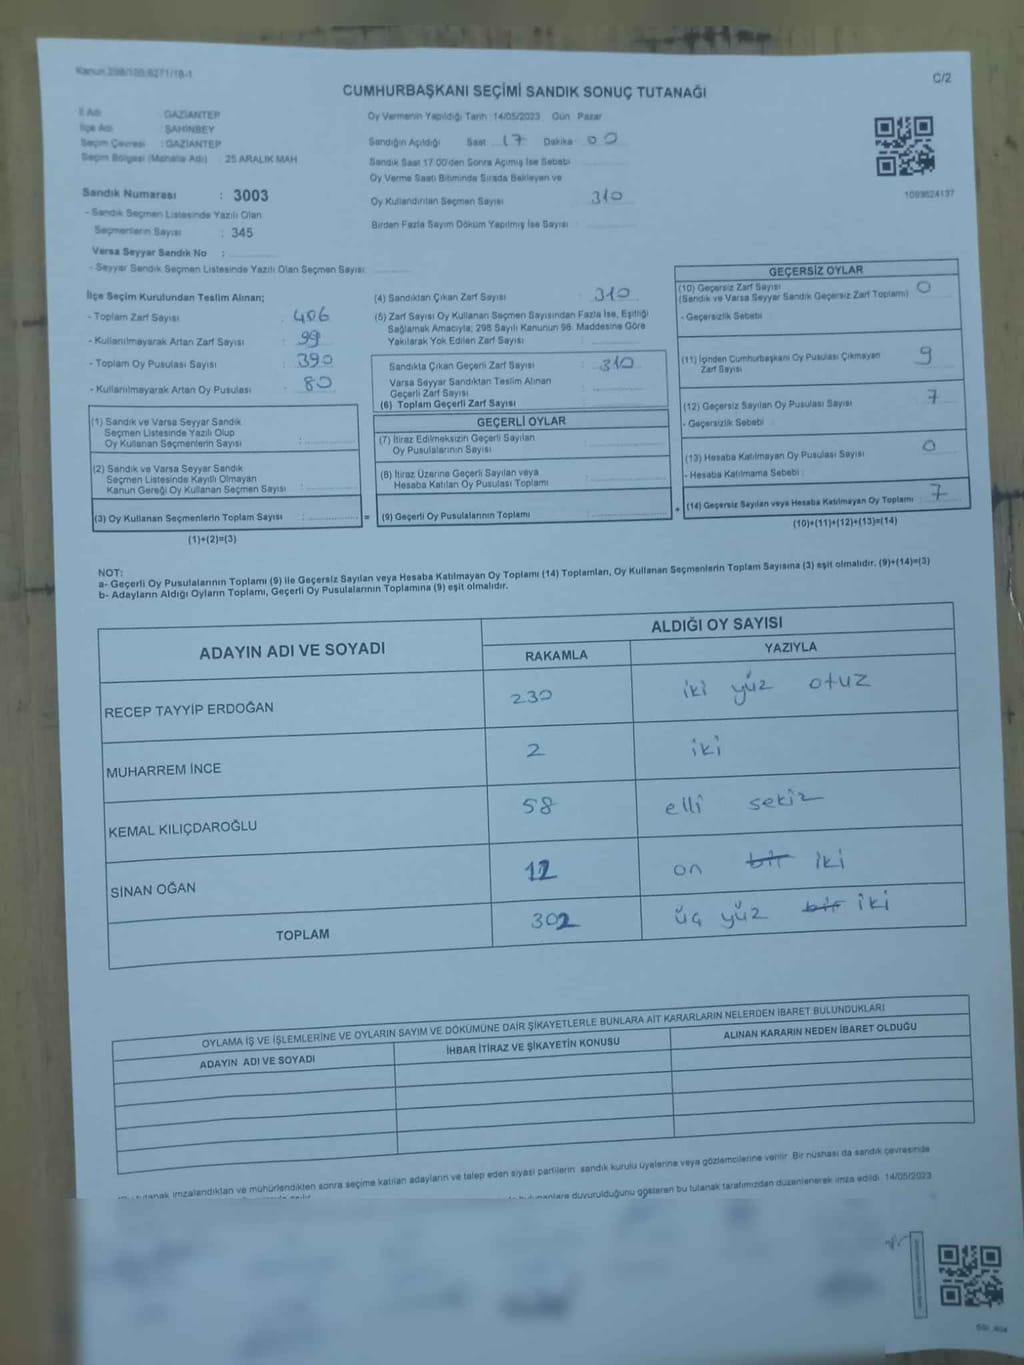 Kanun 298/105;6271/18-1
C/2
CUMHURBAŞKANI SEÇİMİ SANDIK SONUÇ TUTANAĞI
İl Adı : GAZİANTEP
İlçe Adı : ŞAHİNBEY
Seçim Çevresi : GAZİANTEP
Seçim Bölgesi (Mahalle Adı) : 25 ARALIK MAH
Sandık Numarası : 3003
- Sandık Seçmen Listesinde Yazılı Olan
Seçmenlerin Sayısı : 345
Varsa Seyyar Sandık No :
- Seyyar Sandık Seçmen Listesinde Yazılı Olan Seçmen Sayısı:
Oy Vermenin Yapıldığı Tarih 14/05/2023 Gün Pazar
Sandığın Açıldığı Saat 17 Dakika 00
Sandık Saat 17.00'den Sonra Açımış İse Sebebi
Oy Verme Saati Bitiminde Sırada Bekleyen ve
Oy Kullandırılan Seçmen Sayısı 310
Birden Fazla Sayım Döküm Yapılmış İse Sayısı
1093624137
İlçe Seçim Kurulundan Teslim Alınan;
- Toplam Zarf Sayısı : 406
- Kullanılmayarak Artan Zarf Sayısı : 99
- Toplam Oy Pusulası Sayısı : 390
- Kullanılmayarak Artan Oy Pusulası : 80
(1) Sandık ve Varsa Seyyar Sandık
Seçmen Listesinde Yazılı Olup
Oy Kullanan Seçmenlerin Sayısı :
(2) Sandık ve Varsa Seyyar Sandık
Seçmen Listesinde Kayıtlı Olmayan
Kanun Gereği Oy Kullanan Seçmen Sayısı :
(3) Oy Kullanan Seçmenlerin Toplam Sayısı :
(1)+(2)=(3)
(4) Sandıktan Çıkan Zarf Sayısı : 310
(5) Zarf Sayısı Oy Kullanan Seçmen Sayısından Fazla İse, Eşitliği
Sağlamak Amacıyla; 298 Sayılı Kanunun 98. Maddesine Göre
Yakılarak Yok Edilen Zarf Sayısı :
Sandıkta Çıkan Geçerli Zarf Sayısı : 310
Varsa Seyyar Sandıktan Teslim Alınan
Geçerli Zarf Sayısı
(6) Toplam Geçerli Zarf Sayısı :
GEÇERLİ OYLAR
(7) İtiraz Edilmeksizin Geçerli Sayılan
Oy Pusulalarının Sayısı :
(8) İtiraz Üzerine Geçerli Sayılan veya
Hesaba Katılan Oy Pusulası Toplamı :
= (9) Geçerli Oy Pusulalarının Toplamı :
GEÇERSİZ OYLAR
(10) Geçersiz Zarf Sayısı 0
(Sandık ve Varsa Seyyar Sandık Geçersiz Zarf Toplamı)
- Geçersizlik Sebebi
(11) İçinden Cumhurbaşkanı Oy Pusulası Çıkmayan 9
Zarf Sayısı
(12) Geçersiz Sayılan Oy Pusulası Sayısı 7
- Geçersizlik Sebebi
(13) Hesaba Katılmayan Oy Pusulası Sayısı 0
- Hesaba Katılmama Sebebi
+ (14) Geçersiz Sayılan veya Hesaba Katılmayan Oy Toplamı 7
(10)+(11)+(12)+(13)=(14)
NOT:
a- Geçerli Oy Pusulalarının Toplamı (9) ile Geçersiz Sayılan veya Hesaba Katılmayan Oy Toplamı (14) Toplamları, Oy Kullanan Seçmenlerin Toplam Sayısına (3) eşit olmalıdır. (9)+(14)=(3)
b- Adayların Aldığı Oyların Toplamı, Geçerli Oy Pusulalarının Toplamına (9) eşit olmalıdır.
ADAYIN ADI VE SOYADI
ALDIĞI OY SAYISI
RAKAMLA YAZIYLA
RECEP TAYYİP ERDOĞAN 230 iki yüz otuz
MUHARREM İNCE 2 iki
KEMAL KILIÇDAROĞLU 58 elli sekiz
SİNAN OĞAN 12 on bir iki
TOPLAM 302 üç yüz bir iki
OYLAMA İŞ VE İŞLEMLERİNE VE OYLARIN SAYIM VE DÖKÜMÜNE DAİR ŞİKAYETLERLE BUNLARA AİT KARARLARIN NELERDEN İBARET BULUNDUKLARI
ADAYIN ADI VE SOYADI İHBAR İTİRAZ VE ŞİKAYETİN KONUSU ALINAN KARARIN NEDEN İBARET OLDUĞU
tutanak imzalandıktan ve mühürlendikten sonra seçime katılan adayların ve talep eden siyasi partilerin sandık kurulu üyelerine veya gözlemcilerine verilir. Bir nüshası da sandık çevresinde
duyurulduğunu gösteren bu tutanak tarafımızdan düzenlenerek imza edildi. 14/05/2023